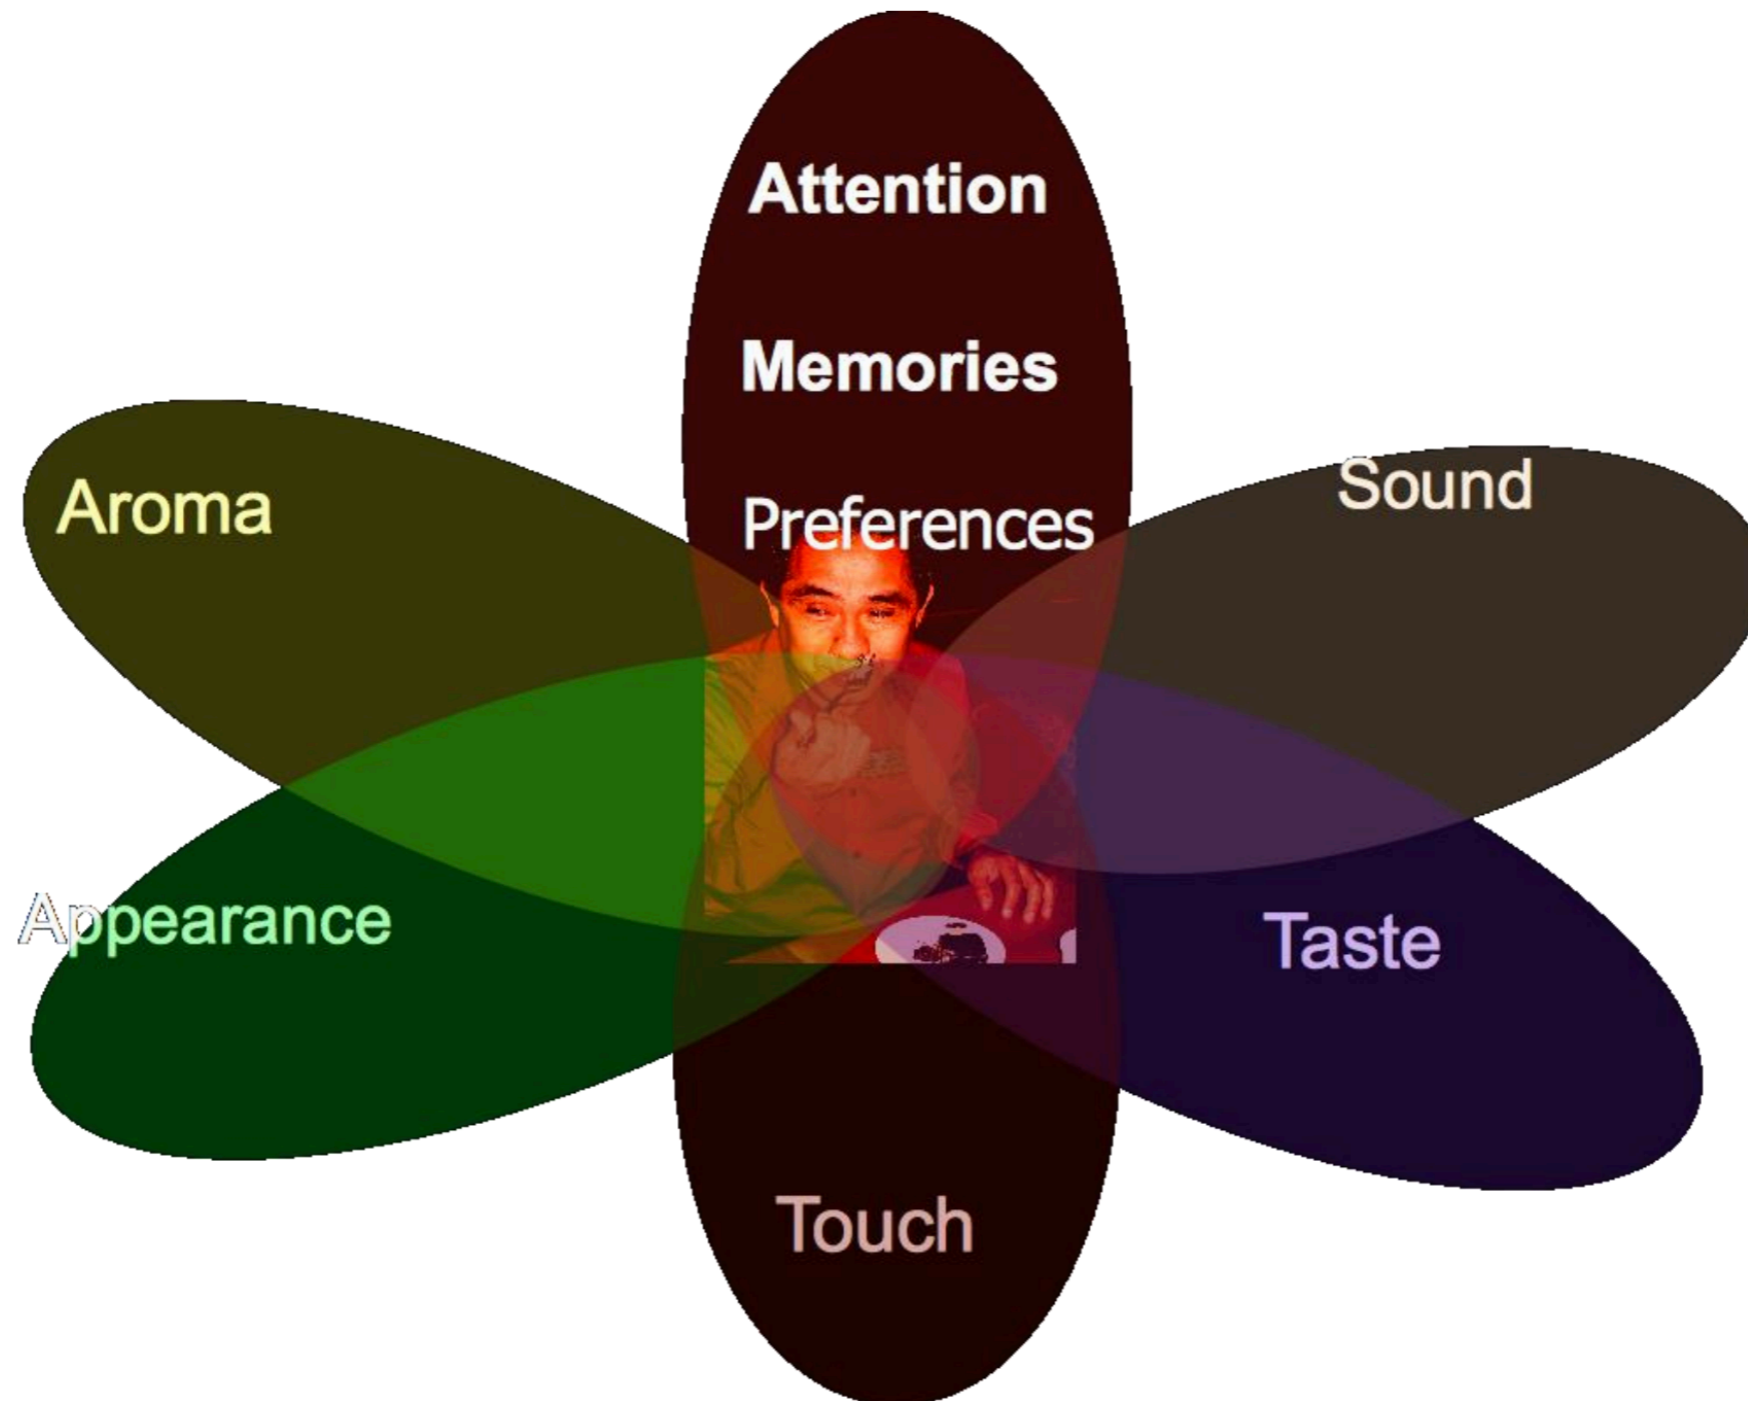 Attention
Memories
Preferences
Aroma
Sound
Appearance
Taste
Touch